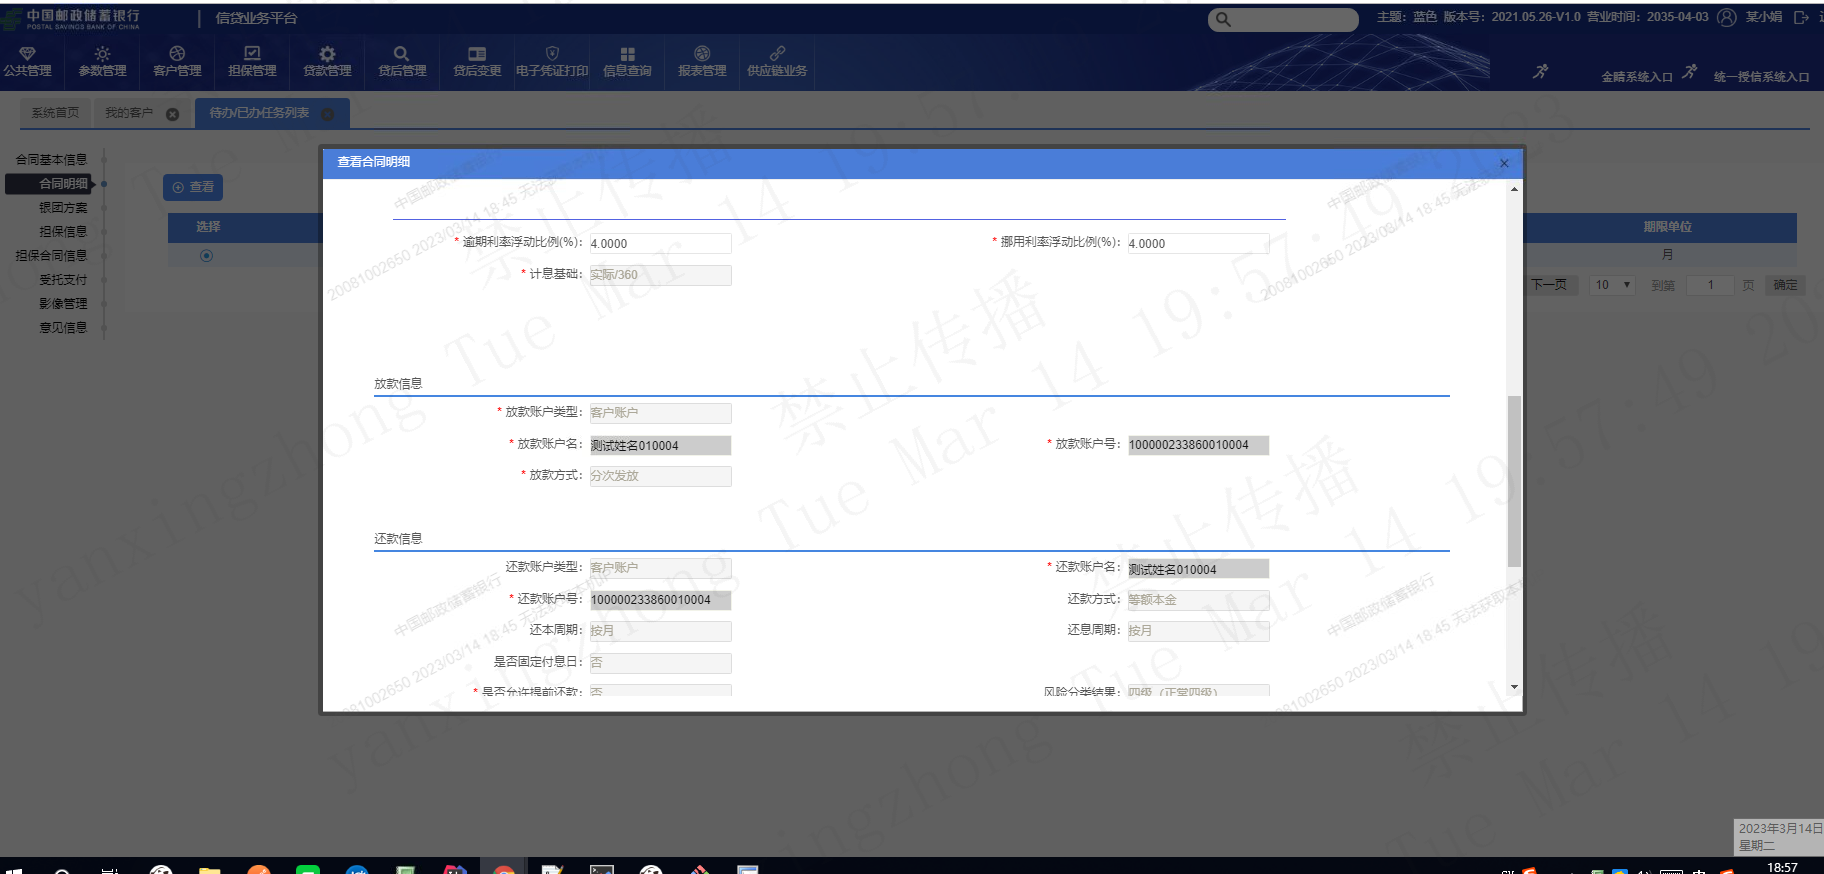 中国邮政储蓄银行
POSTAL SAVINGS BANK OF CHINA
信贷业务平台
主题：蓝色 版本号：2021.05.26-V1.0 营业时间：2035-04-03 某小娟
公共管理 参数管理 客户管理 担保管理 贷款管理 贷后管理 贷后变更 电子凭证打印 信息查询 报表管理 供应链业务
金睛系统入口 统一授信系统入口
系统首页 我的客户 待办/已办任务列表
合同基本信息
合同明细
银团方案
担保信息
担保合同信息
受托支付
影像管理
意见信息
查看
选择
期限单位
月
下一页 10 到第 1 页 确定
查看合同明细
* 逾期利率浮动比例(%)： 4.0000
* 挪用利率浮动比例(%)： 4.0000
* 计息基础： 实际/360
放款信息
* 放款账户类型： 客户账户
* 放款账户名： 测试姓名010004
* 放款账户号： 100000233860010004
* 放款方式： 分次发放
还款信息
还款账户类型： 客户账户
* 还款账户名： 测试姓名010004
* 还款账户号： 100000233860010004
还款方式： 等额本金
还本周期： 按月
还息周期： 按月
是否固定付息日： 否
* 是否允许提前还款： 否
风险分类结果： 四级（正常四级）
禁止传播
yanxingzhong Tue Mar 14 19:57:49 2023
中国邮政储蓄银行
20081002650 2023/03/14 18:45 无法获取本机IP
2023年3月14日
星期二
18:57